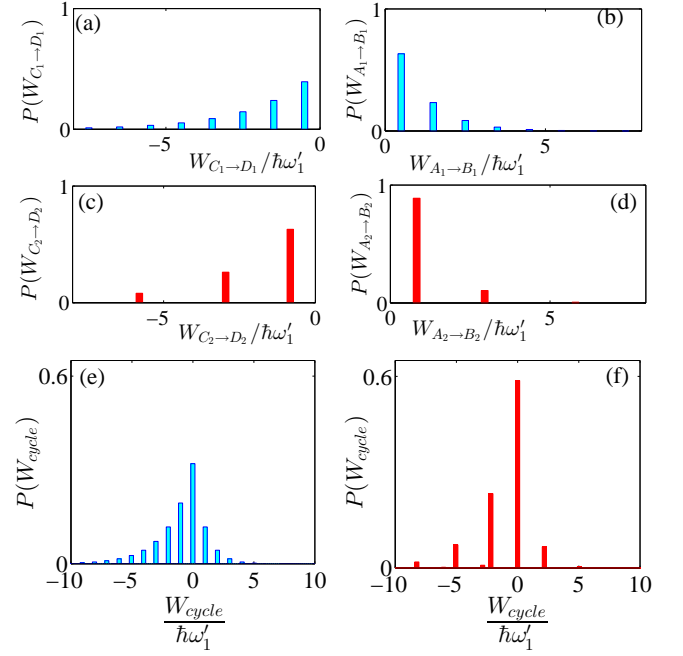 (a)
P(W_{C_1→D_1})
1
0
−5
0
W_{C_1→D_1}/ℏω′_1
(b)
P(W_{A_1→B_1})
1
0
0
5
W_{A_1→B_1}/ℏω′_1
(c)
P(W_{C_2→D_2})
1
0
−5
0
W_{C_2→D_2}/ℏω′_1
(d)
P(W_{A_2→B_2})
1
0
0
5
W_{A_2→B_2}/ℏω′_1
(e)
P(W_{cycle})
0.6
0
−10 −5 0 5 10
W_{cycle}
ℏω′_1
(f)
P(W_{cycle})
0.6
0
−10 −5 0 5 10
W_{cycle}
ℏω′_1